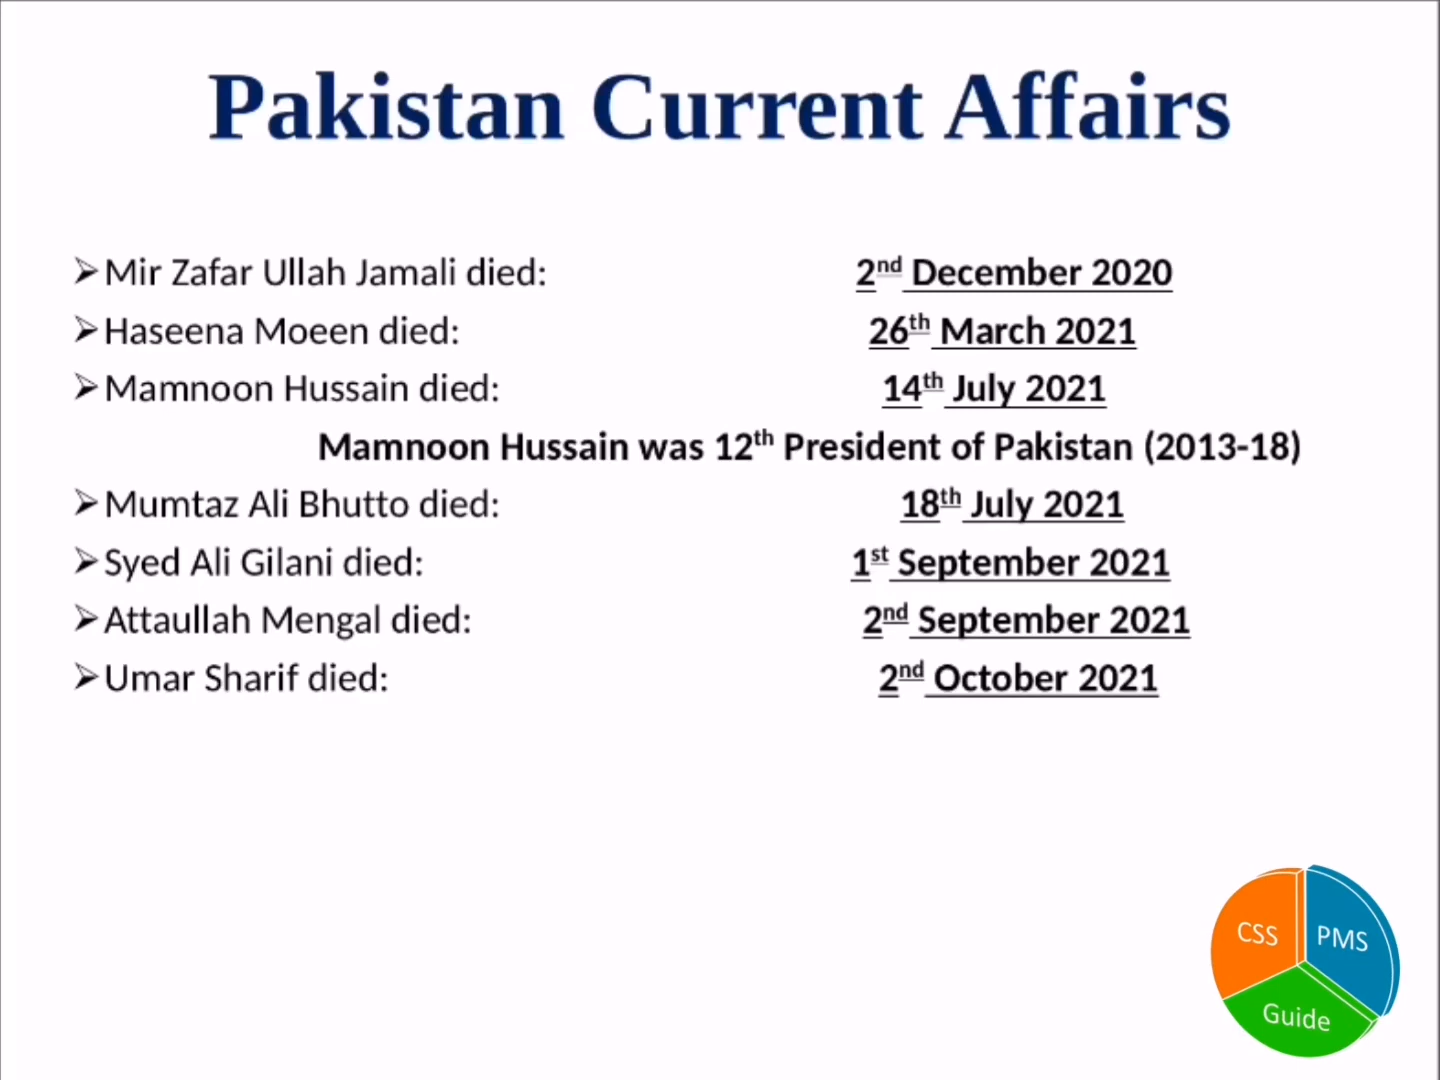 Pakistan Current Affairs
➢Mir Zafar Ullah Jamali died: 2nd December 2020
➢Haseena Moeen died: 26th March 2021
➢Mamnoon Hussain died: 14th July 2021
Mamnoon Hussain was 12th President of Pakistan (2013-18)
➢Mumtaz Ali Bhutto died: 18th July 2021
➢Syed Ali Gilani died: 1st September 2021
➢Attaullah Mengal died: 2nd September 2021
➢Umar Sharif died: 2nd October 2021
CSS PMS
Guide